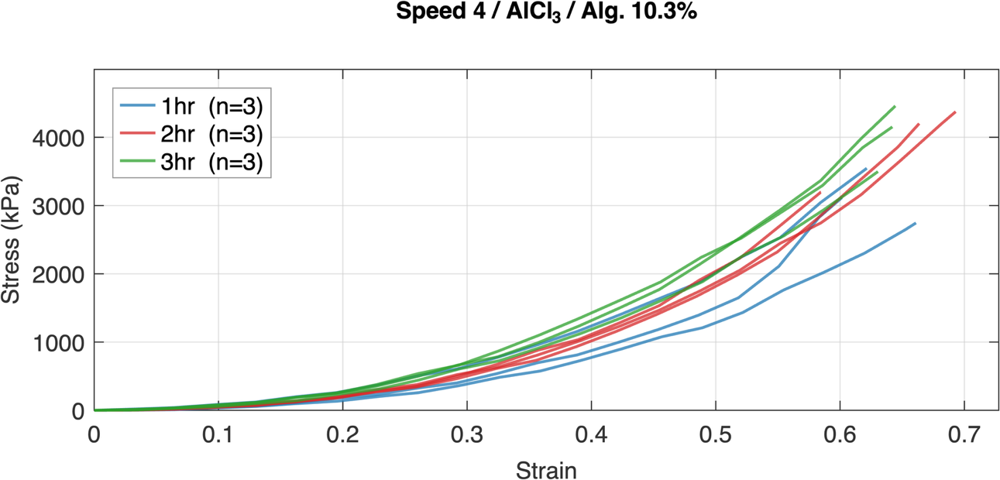 Speed 4 / AlCl₃ / Alg. 10.3%
1hr (n=3)
2hr (n=3)
3hr (n=3)
Stress (kPa)
4000
3000
2000
1000
0
0 0.1 0.2 0.3 0.4 0.5 0.6 0.7
Strain